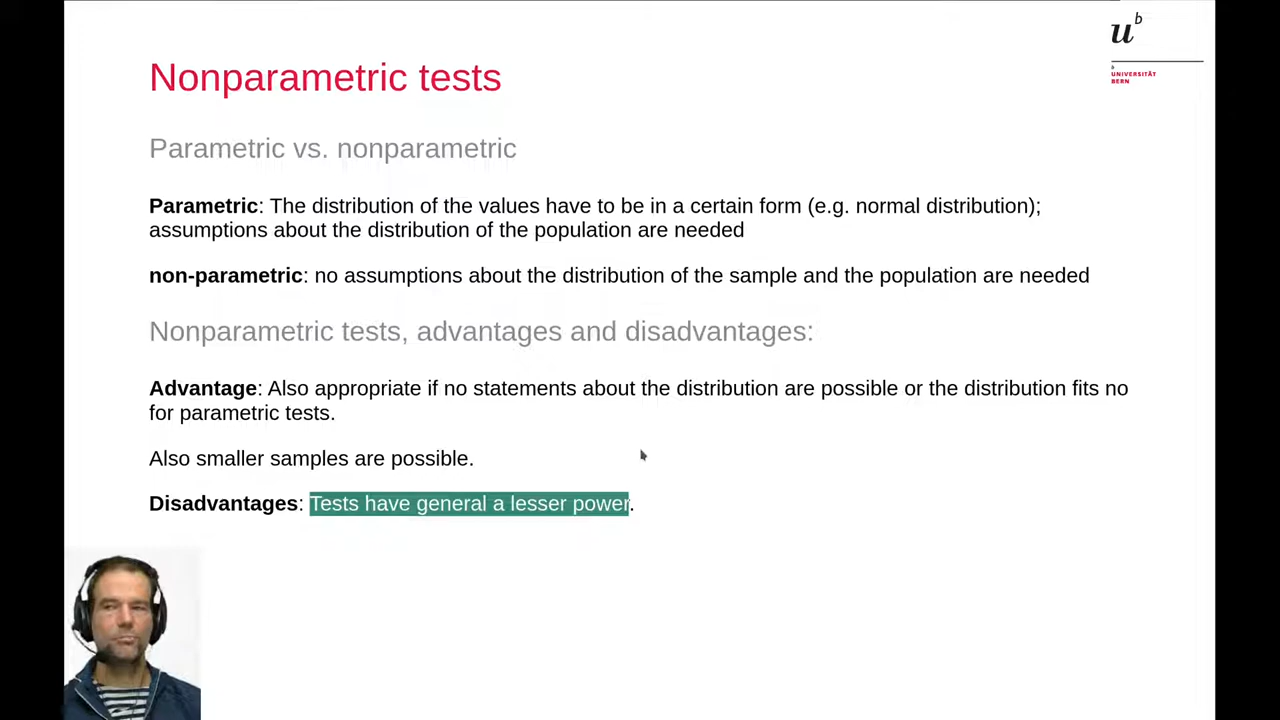 u^b
b
UNIVERSITÄT
BERN
Nonparametric tests
Parametric vs. nonparametric
Parametric: The distribution of the values have to be in a certain form (e.g. normal distribution);
assumptions about the distribution of the population are needed
non-parametric: no assumptions about the distribution of the sample and the population are needed
Nonparametric tests, advantages and disadvantages:
Advantage: Also appropriate if no statements about the distribution are possible or the distribution fits no
for parametric tests.
Also smaller samples are possible.
Disadvantages: Tests have general a lesser power.